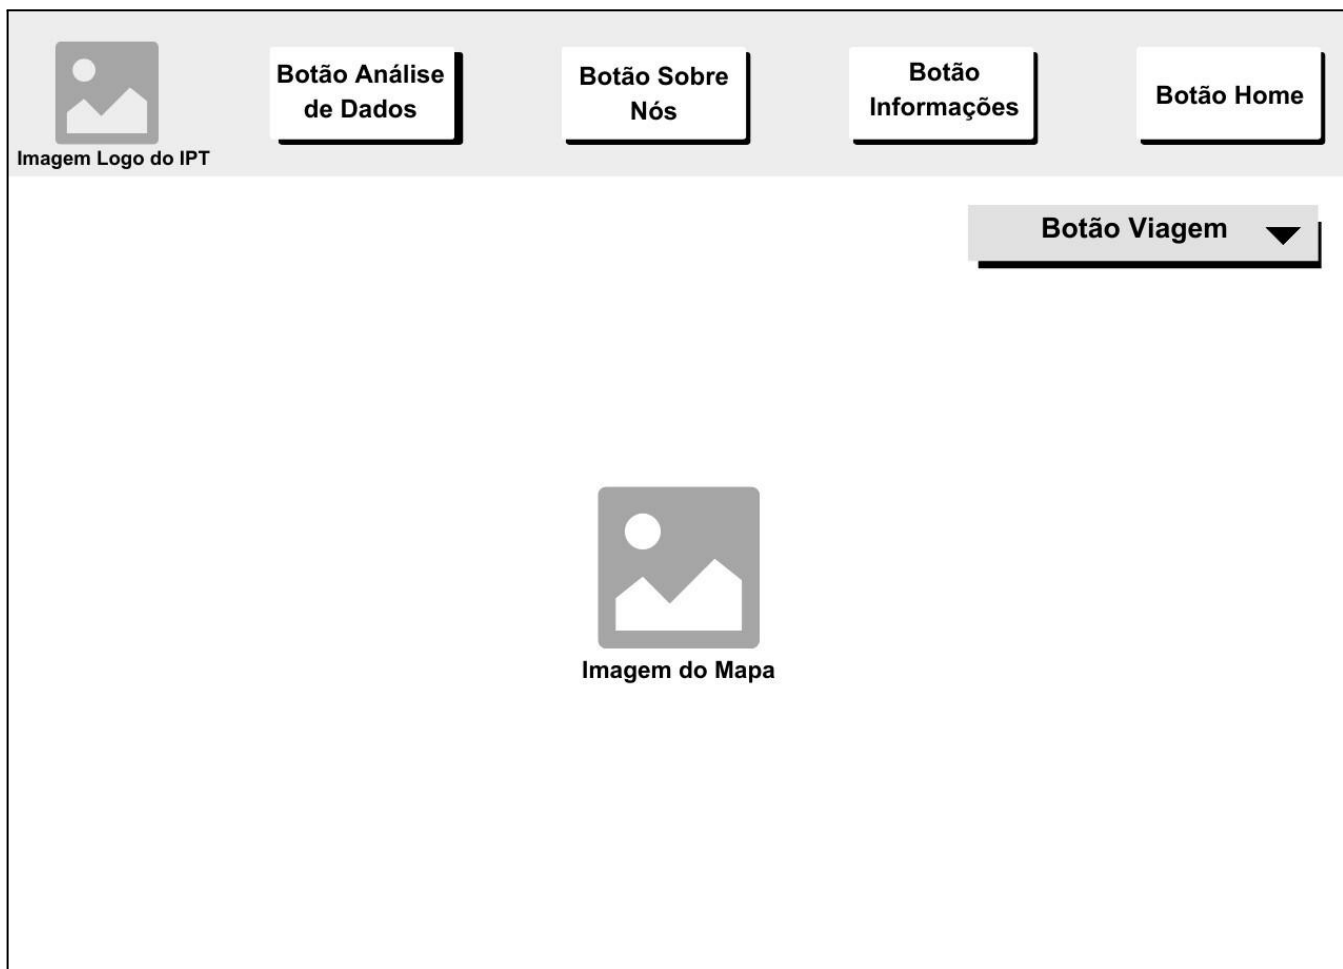 Imagem Logo do IPT
Botão Análise
de Dados
Botão Sobre
Nós
Botão
Informações
Botão Home
Botão Viagem
Imagem do Mapa